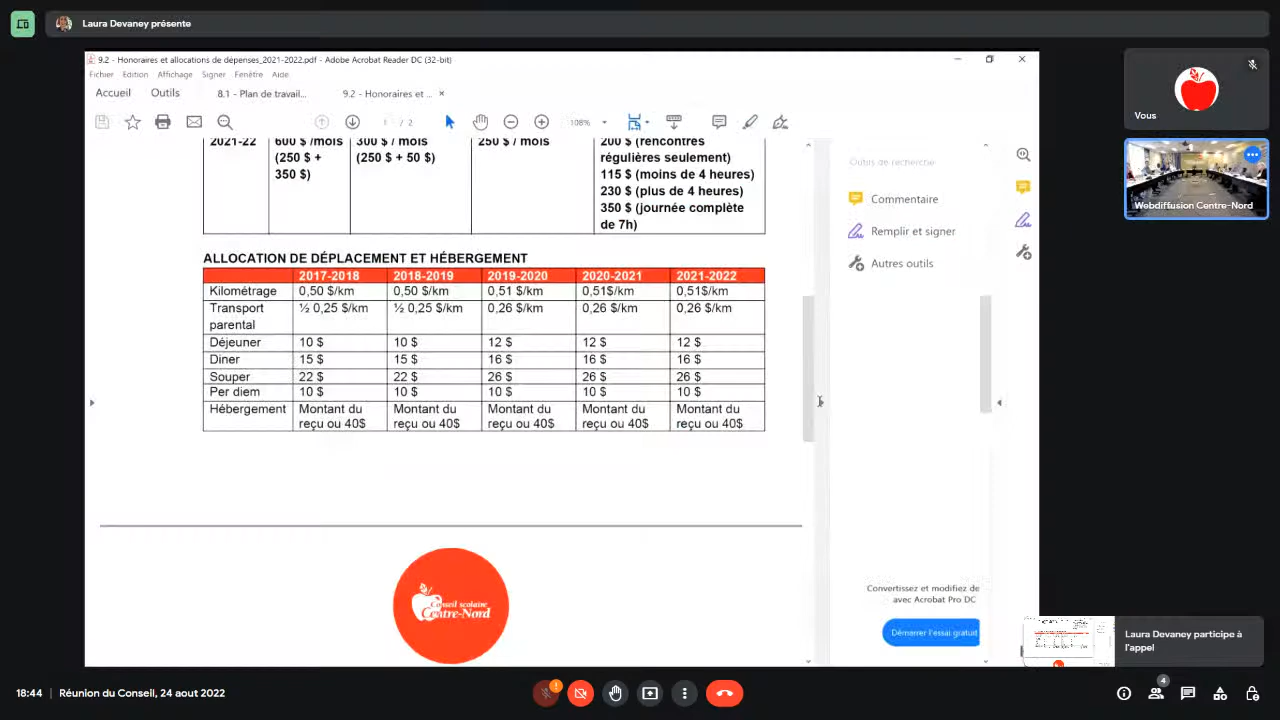 Laura Devaney présente
9.2 - Honoraires et allocations de dépenses_2021-2022.pdf - Adobe Acrobat Reader DC (32-bit)
Fichier Edition Affichage Signer Fenêtre Aide
Accueil Outils 8.1 - Plan de travail... 9.2 - Honoraires et ... ×
1 / 2 108%
2021-22 600 $ /mois 300 $ / mois 250 $ / mois 200 $ (rencontres
(250 $ + (250 $ + 50 $) régulières seulement)
350 $) 115 $ (moins de 4 heures)
230 $ (plus de 4 heures)
350 $ (journée complète
de 7h)
ALLOCATION DE DÉPLACEMENT ET HÉBERGEMENT
2017-2018 2018-2019 2019-2020 2020-2021 2021-2022
Kilométrage 0,50 $/km 0,50 $/km 0,51 $/km 0,51$/km 0,51$/km
Transport ½ 0,25 $/km ½ 0,25 $/km 0,26 $/km 0,26 $/km 0,26 $/km
parental
Déjeuner 10 $ 10 $ 12 $ 12 $ 12 $
Diner 15 $ 15 $ 16 $ 16 $ 16 $
Souper 22 $ 22 $ 26 $ 26 $ 26 $
Per diem 10 $ 10 $ 10 $ 10 $ 10 $
Hébergement Montant du Montant du Montant du Montant du Montant du
reçu ou 40$ reçu ou 40$ reçu ou 40$ reçu ou 40$ reçu ou 40$
Conseil scolaire
Centre-Nord
Outils de recherche
Commentaire
Remplir et signer
Autres outils
Convertissez et modifiez de
avec Acrobat Pro DC
Démarrer l'essai gratuit
Vous
Webdiffusion Centre-Nord
Laura Devaney participe à
l'appel
18:44 | Réunion du Conseil, 24 aout 2022
4